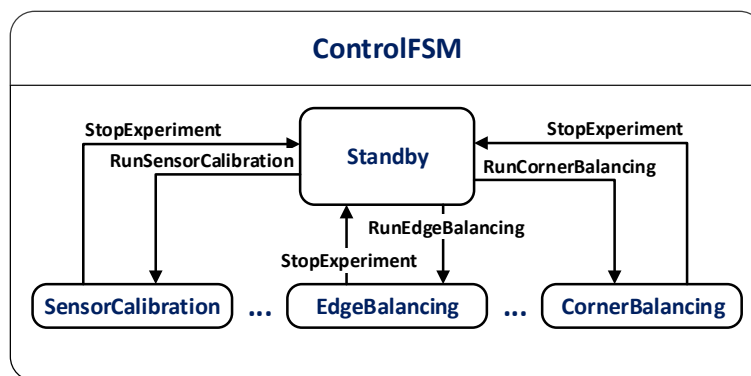 ControlFSM
StopExperiment
StopExperiment
RunSensorCalibration
Standby
RunCornerBalancing
RunEdgeBalancing
StopExperiment
SensorCalibration
...
EdgeBalancing
...
CornerBalancing